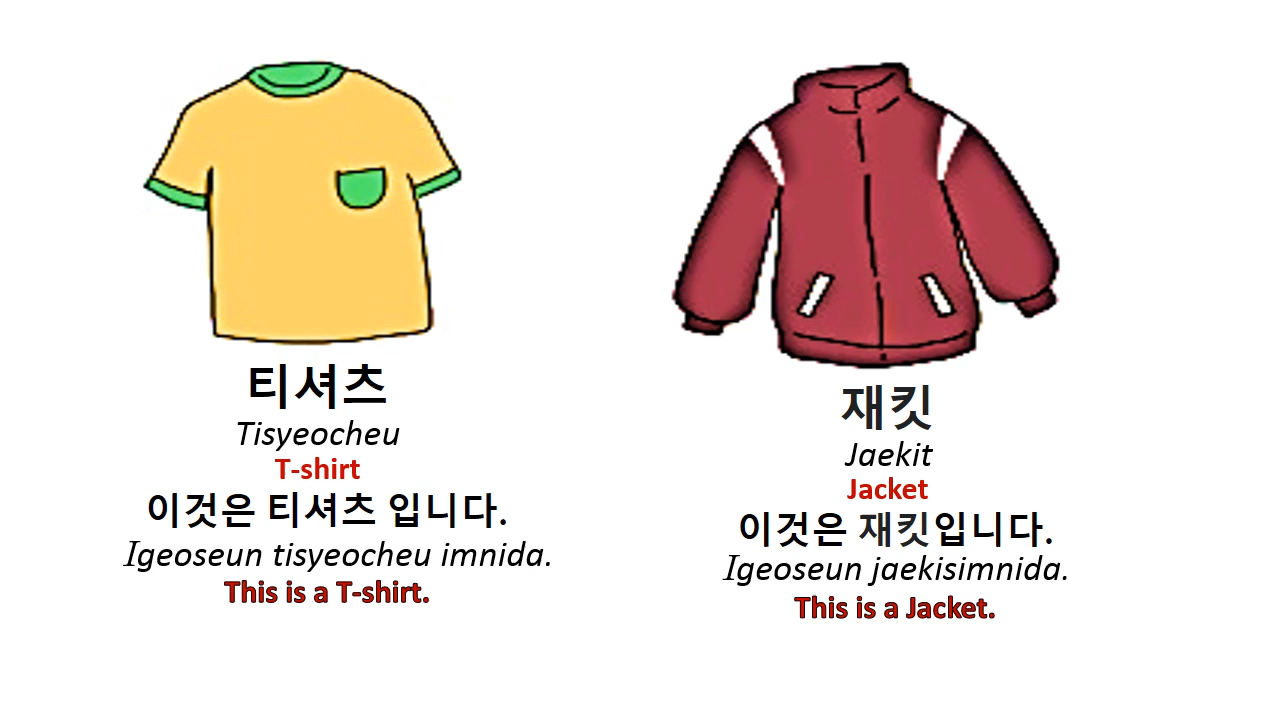 티셔츠
Tisyeocheu
T-shirt
이것은 티셔츠 입니다.
Igeoseun tisyeocheu imnida.
This is a T-shirt.
재킷
Jaekit
Jacket
이것은 재킷입니다.
Igeoseun jaekisimnida.
This is a Jacket.